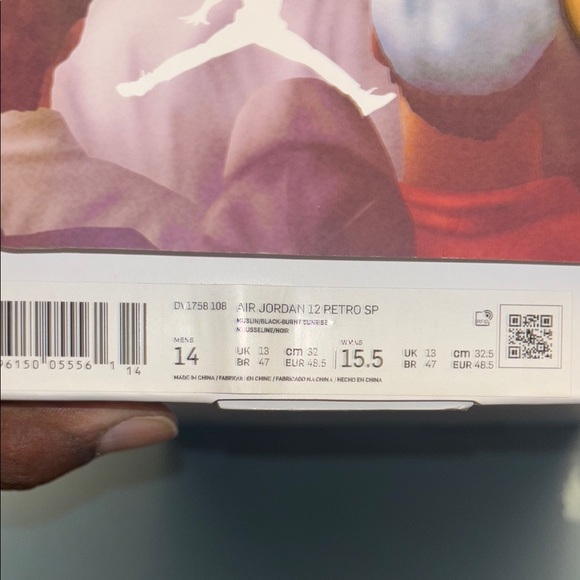 DV1758 108 AIR JORDAN 12 PETRO SP
MUSLIN/BLACK-BURNT SUNRISE
MOUSSELINE/NOIR
MENS
14
UK 13
BR 47
cm 32
EUR 48.5
WMNS
15.5
UK 13
BR 47
cm 32.5
EUR 48.5
96150 05556 1
14
MADE IN CHINA / FABRIQUÉ EN CHINE / FABRICADO NA CHINA / HECHO EN CHINA